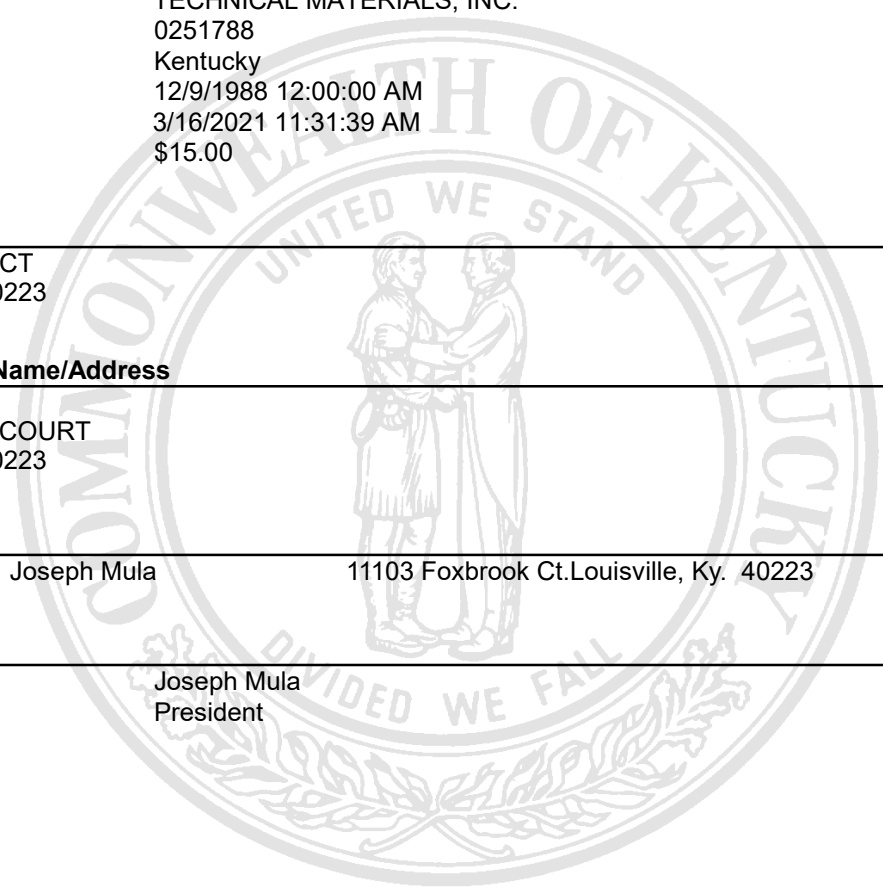 TECHNICAL MATERIALS, INC.
0251788
Kentucky
12/9/1988 12:00:00 AM
3/16/2021 11:31:39 AM
$15.00
COMMONWEALTH OF KENTUCKY
UNITED WE STAND
CT
0223
Name/Address
COURT
0223
Joseph Mula 11103 Foxbrook Ct.Louisville, Ky. 40223
Joseph Mula
President
DIVIDED WE FALL